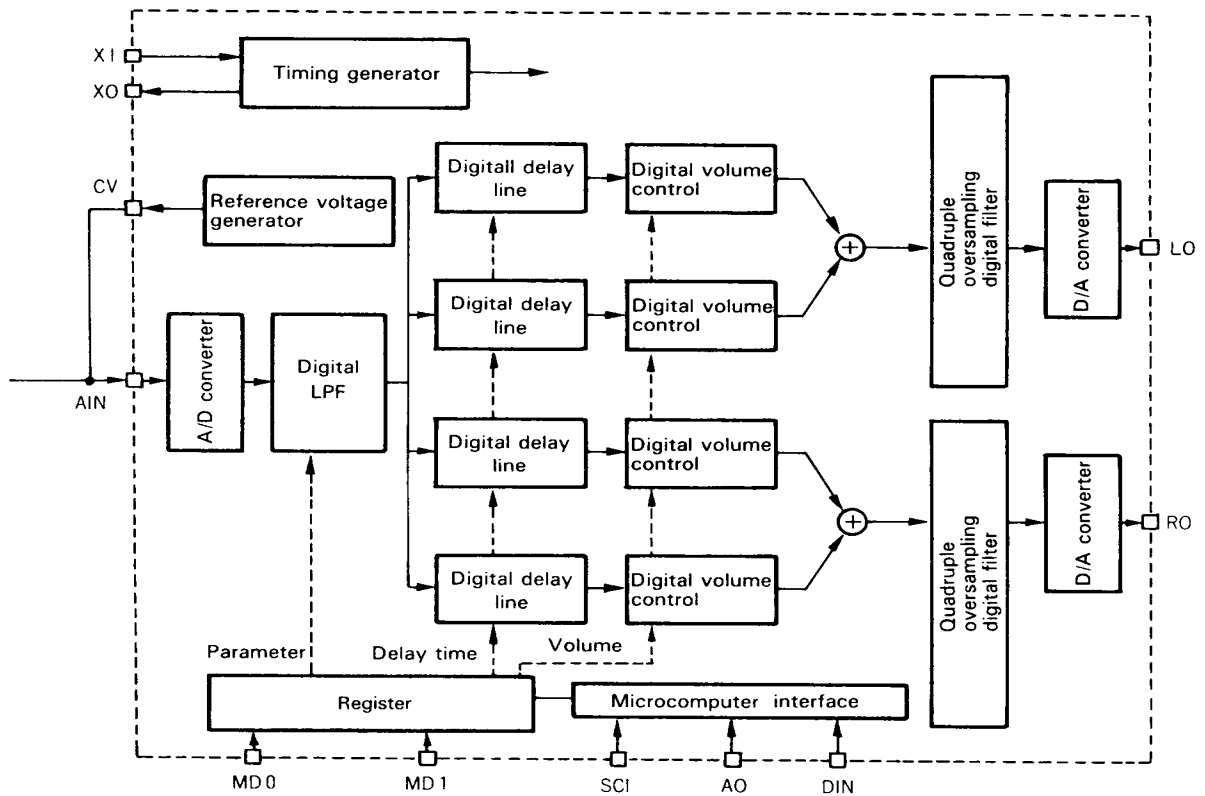 XI
XO
Timing generator
CV
Reference voltage
generator
AIN
A/D converter
Digital
LPF
Digitall delay
line
Digital volume
control
Digital delay
line
Digital volume
control
Digital delay
line
Digital volume
control
Digital delay
line
Digital volume
control
+
+
Quadruple
oversampling
digital filter
D/A converter
LO
Quadruple
oversampling
digital filter
D/A converter
RO
Parameter
Delay time
Volume
Register
Microcomputer interface
MD0
MD1
SCI
AO
DIN